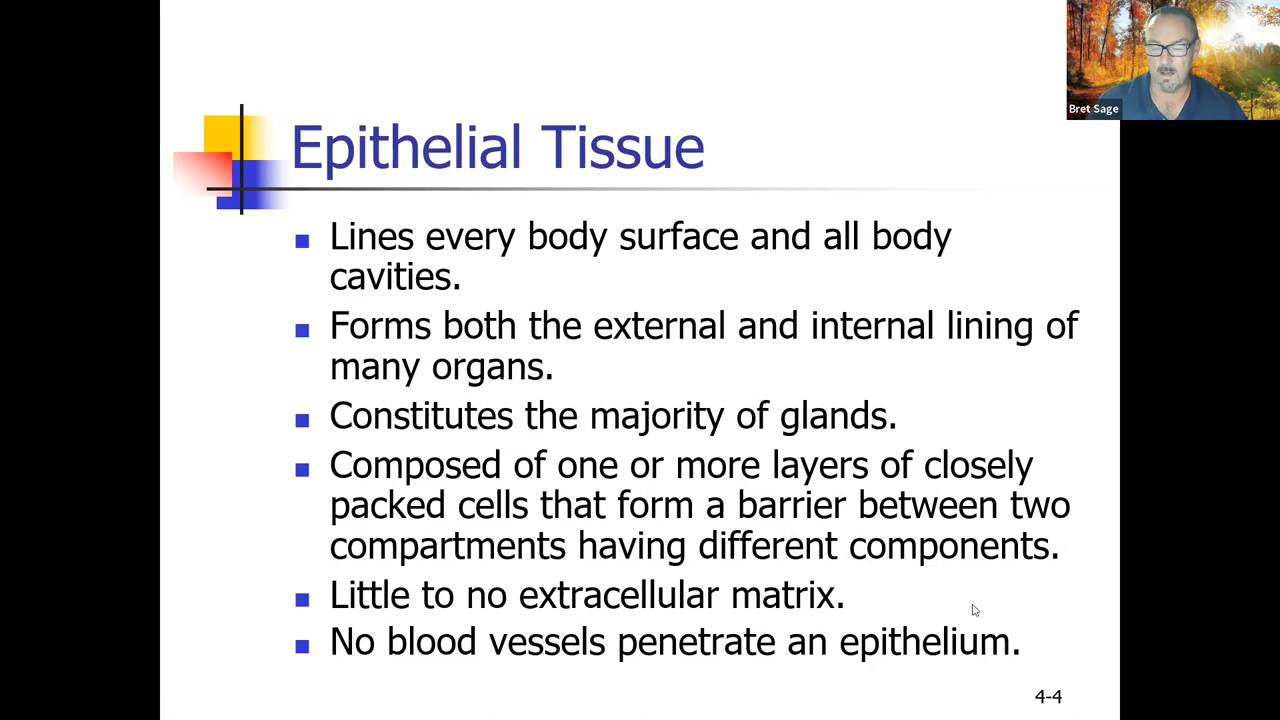 Bret Sage
Epithelial Tissue
Lines every body surface and all body
cavities.
Forms both the external and internal lining of
many organs.
Constitutes the majority of glands.
Composed of one or more layers of closely
packed cells that form a barrier between two
compartments having different components.
Little to no extracellular matrix.
No blood vessels penetrate an epithelium.
4-4